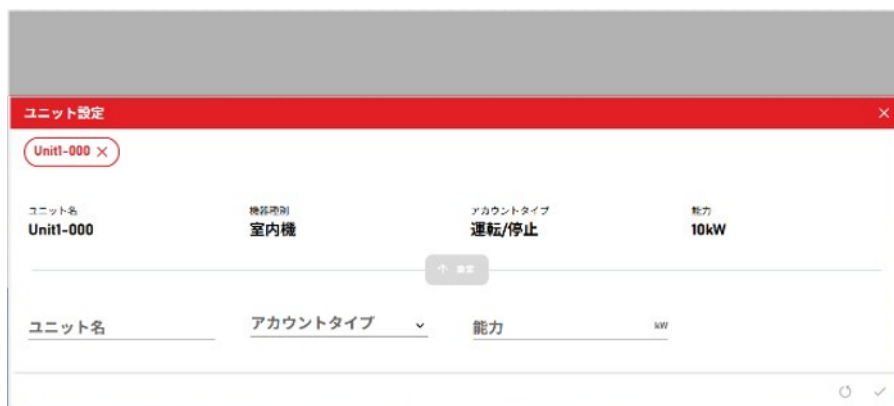 ユニット設定
Unit1-000
ユニット名
機器種別
アカウントタイプ
能力
Unit1-000
室内機
運転/停止
10kW
ユニット名
アカウントタイプ
能力
kW